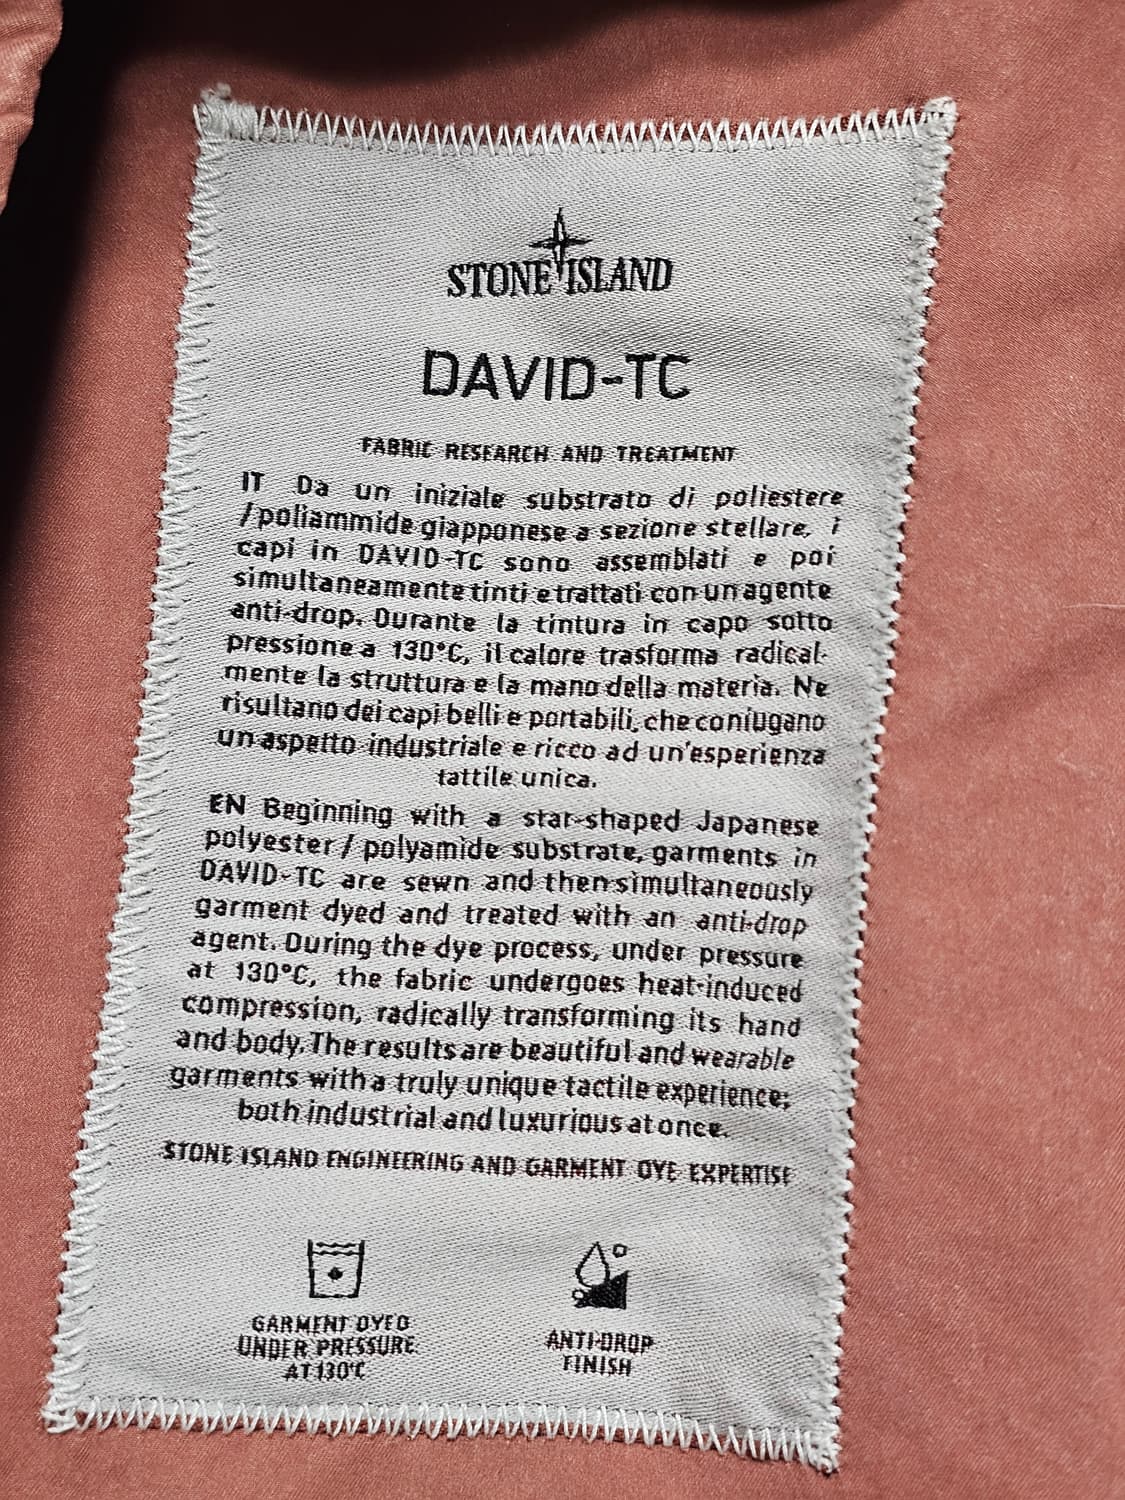 STONE ISLAND
DAVID-TC
FABRIC RESEARCH AND TREATMENT
IT Da un iniziale substrato di poliestere
/poliammide giapponese a sezione stellare, i
capi in DAVID-TC sono assemblati e poi
simultaneamente tinti e trattati con un agente
anti-drop. Durante la tintura in capo sotto
pressione a 130°C, il calore trasforma radical-
mente la struttura e la mano della materia. Ne
risultano dei capi belli e portabili, che coniugano
un aspetto industriale e ricco ad un'esperienza
tattile unica.
EN Beginning with a star-shaped Japanese
polyester / polyamide substrate, garments in
DAVID-TC are sewn and then simultaneously
garment dyed and treated with an anti-drop
agent. During the dye process, under pressure
at 130°C, the fabric undergoes heat-induced
compression, radically transforming its hand
and body. The results are beautiful and wearable
garments with a truly unique tactile experience;
both industrial and luxurious at once.
STONE ISLAND ENGINEERING AND GARMENT DYE EXPERTISE
GARMENT DYED
UNDER PRESSURE
AT 130°C
ANTI-DROP
FINISH